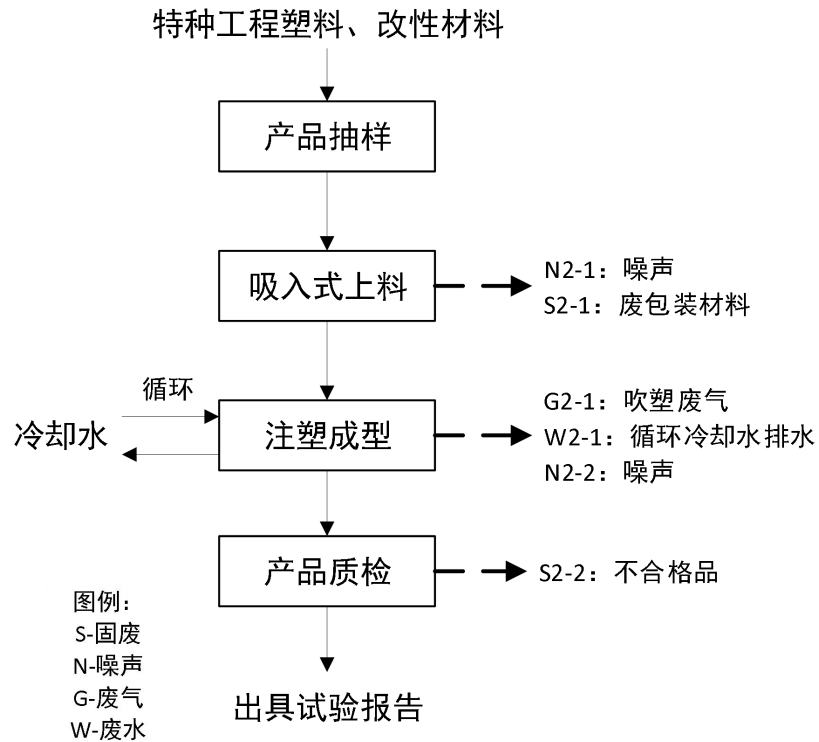 特种工程塑料、改性材料
产品抽样
吸入式上料
N2-1：噪声
S2-1：废包装材料
循环
冷却水
注塑成型
G2-1：吹塑废气
W2-1：循环冷却水排水
N2-2：噪声
产品质检
S2-2：不合格品
图例：
S-固废
N-噪声
G-废气
W-废水
出具试验报告